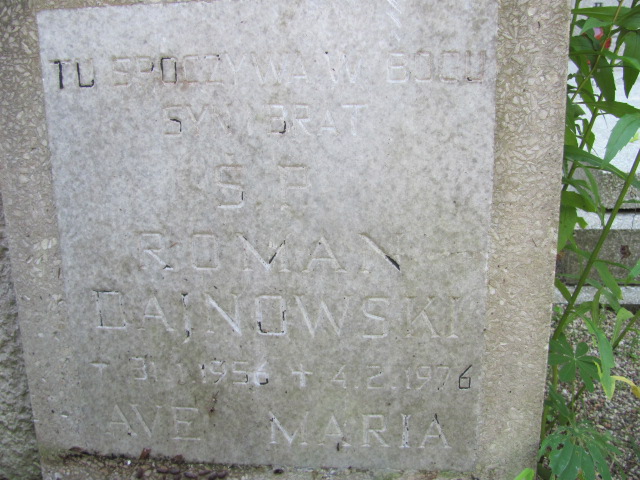 TU SPOCZYWA W BOGU
SYN I BRAT
Ś.P.
ROMAN
DAJNOWSKI
+ 31.1 1956 + 4.2.1976
AVE MARIA